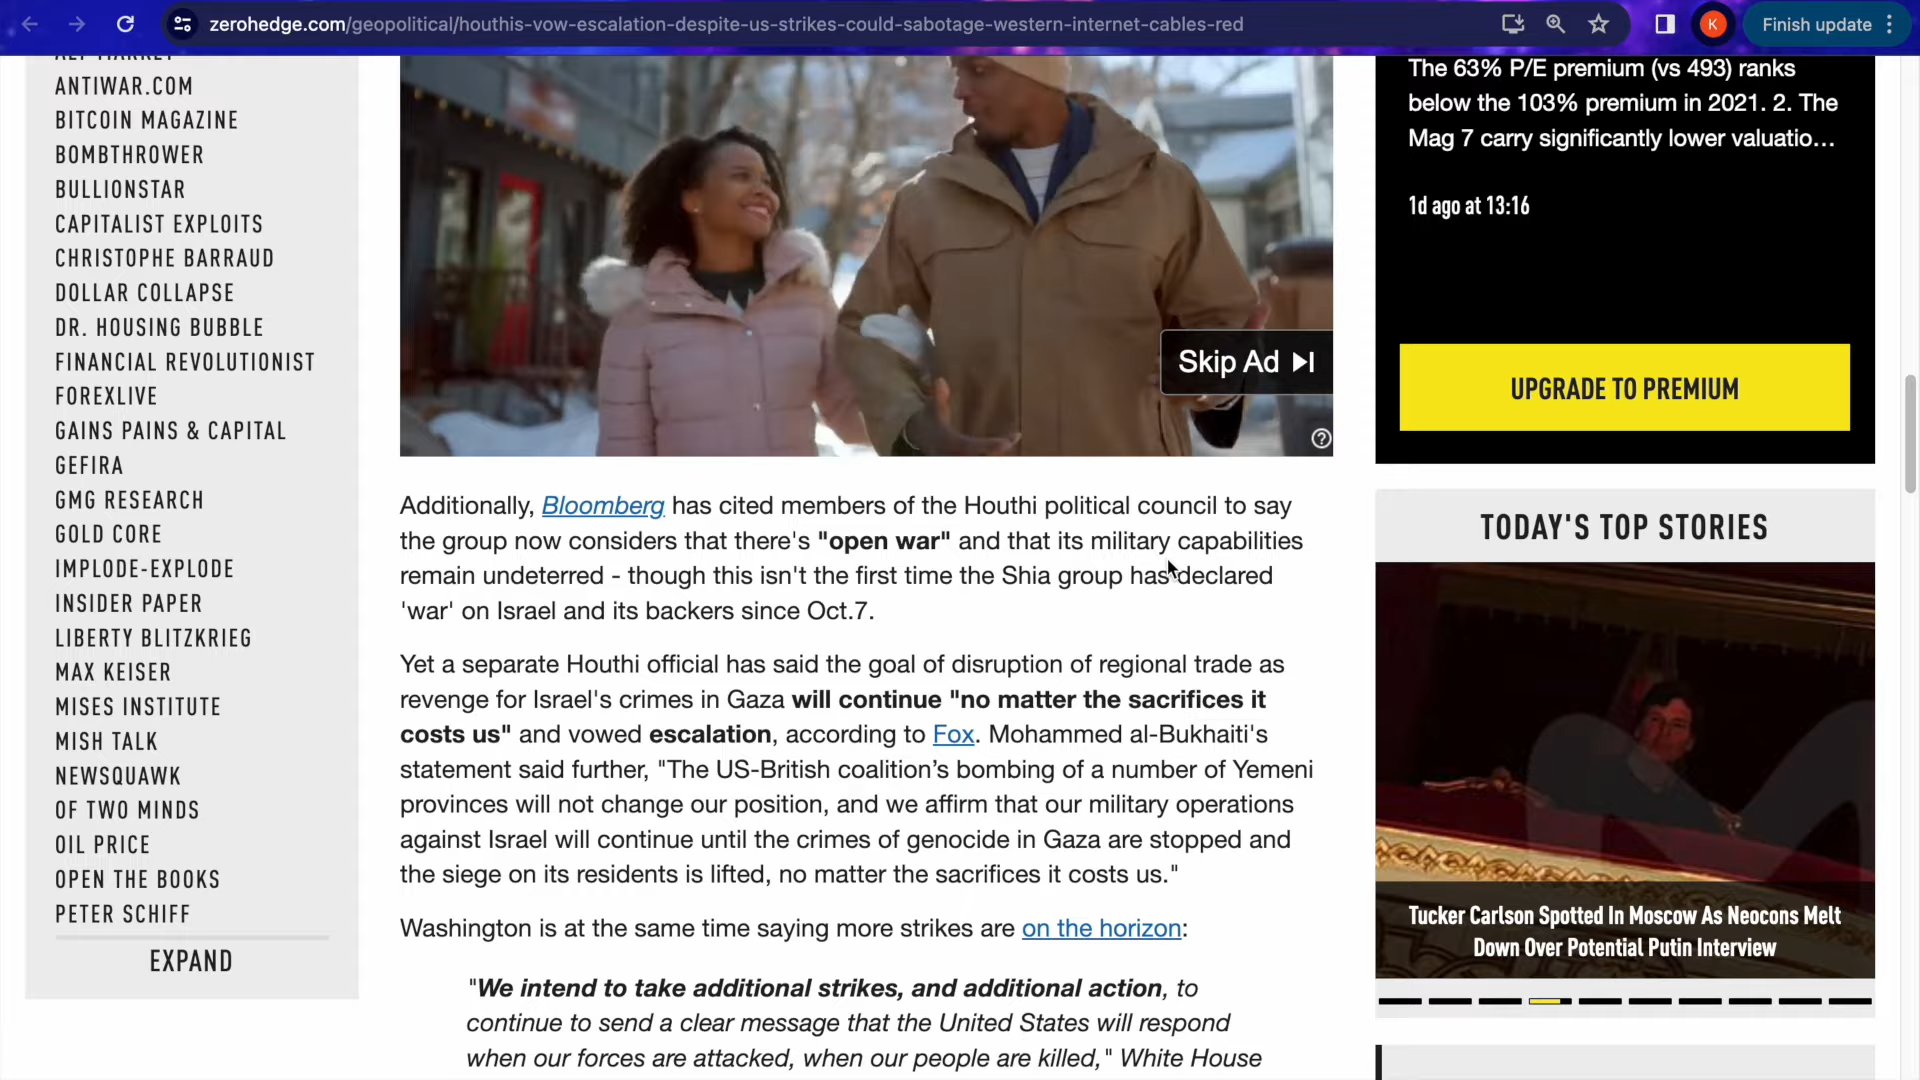 zerohedge.com/geopolitical/houthis-vow-escalation-despite-us-strikes-could-sabotage-western-internet-cables-red
K
Finish update
ANTIWAR.COM
BITCOIN MAGAZINE
BOMBTHROWER
BULLIONSTAR
CAPITALIST EXPLOITS
CHRISTOPHE BARRAUD
DOLLAR COLLAPSE
DR. HOUSING BUBBLE
FINANCIAL REVOLUTIONIST
FOREXLIVE
GAINS PAINS & CAPITAL
GEFIRA
GMG RESEARCH
GOLD CORE
IMPLODE-EXPLODE
INSIDER PAPER
LIBERTY BLITZKRIEG
MAX KEISER
MISES INSTITUTE
MISH TALK
NEWSQUAWK
OF TWO MINDS
OIL PRICE
OPEN THE BOOKS
PETER SCHIFF
EXPAND
Skip Ad
Additionally, Bloomberg has cited members of the Houthi political council to say
the group now considers that there's "open war" and that its military capabilities
remain undeterred - though this isn't the first time the Shia group has declared
'war' on Israel and its backers since Oct.7.
Yet a separate Houthi official has said the goal of disruption of regional trade as
revenge for Israel's crimes in Gaza will continue "no matter the sacrifices it
costs us" and vowed escalation, according to Fox. Mohammed al-Bukhaiti's
statement said further, "The US-British coalition’s bombing of a number of Yemeni
provinces will not change our position, and we affirm that our military operations
against Israel will continue until the crimes of genocide in Gaza are stopped and
the siege on its residents is lifted, no matter the sacrifices it costs us."
Washington is at the same time saying more strikes are on the horizon:
"We intend to take additional strikes, and additional action, to
continue to send a clear message that the United States will respond
when our forces are attacked, when our people are killed," White House
The 63% P/E premium (vs 493) ranks
below the 103% premium in 2021. 2. The
Mag 7 carry significantly lower valuatio...
1d ago at 13:16
UPGRADE TO PREMIUM
TODAY'S TOP STORIES
Tucker Carlson Spotted In Moscow As Neocons Melt
Down Over Potential Putin Interview